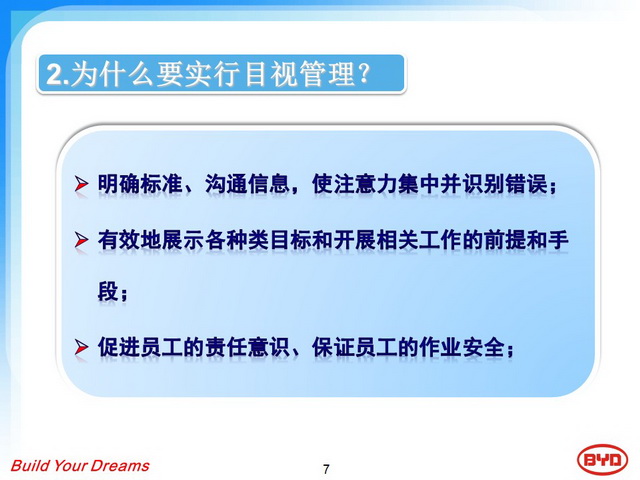 2.为什么要实行目视管理？
明确标准、沟通信息，使注意力集中并识别错误；
有效地展示各种类目标和开展相关工作的前提和手
段；
促进员工的责任意识、保证员工的作业安全；
Build Your Dreams
7
BYD